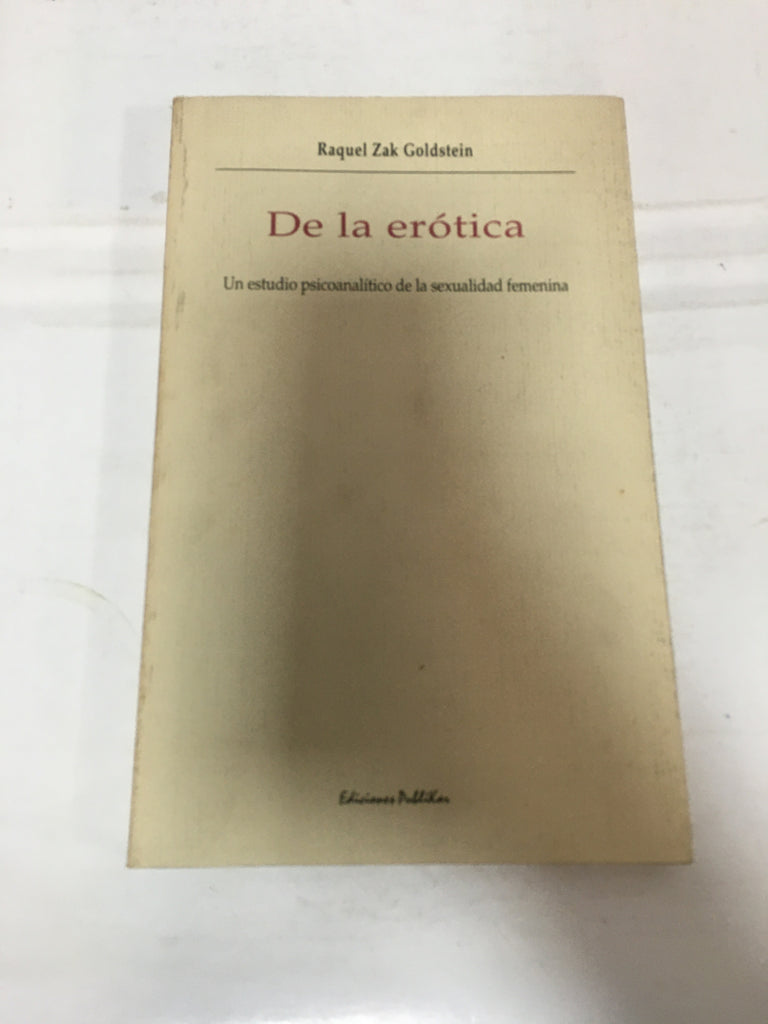 Raquel Zak Goldstein
De la erótica
Un estudio psicoanalítico de la sexualidad femenina
Ediciones Publikar